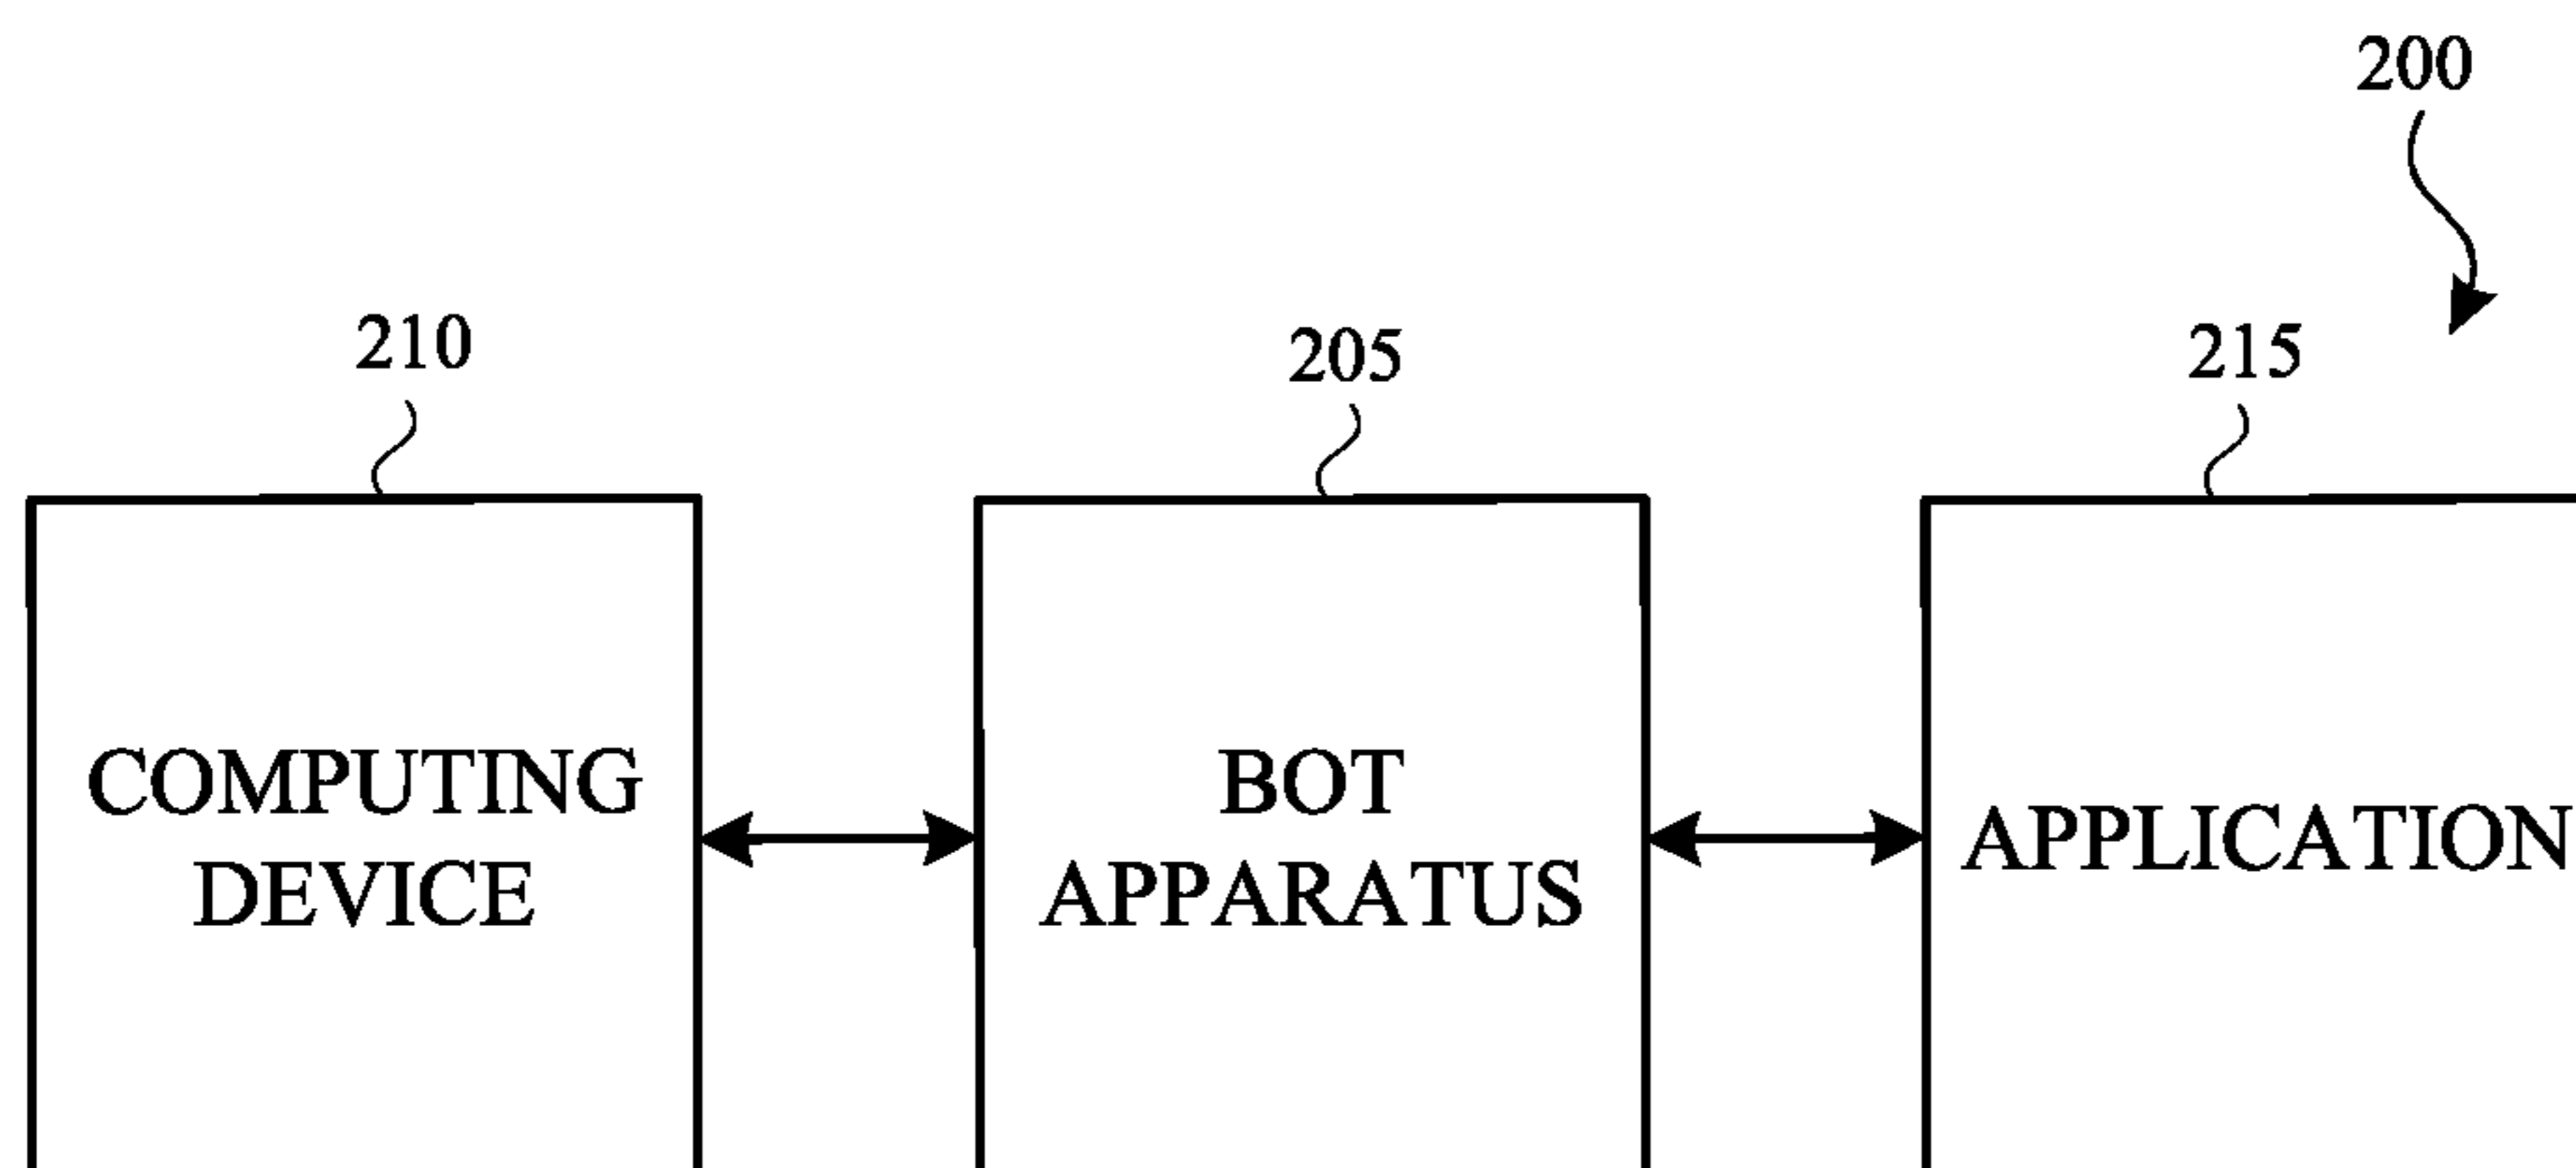 200
210
205
215
COMPUTING
DEVICE
BOT
APPARATUS
APPLICATION